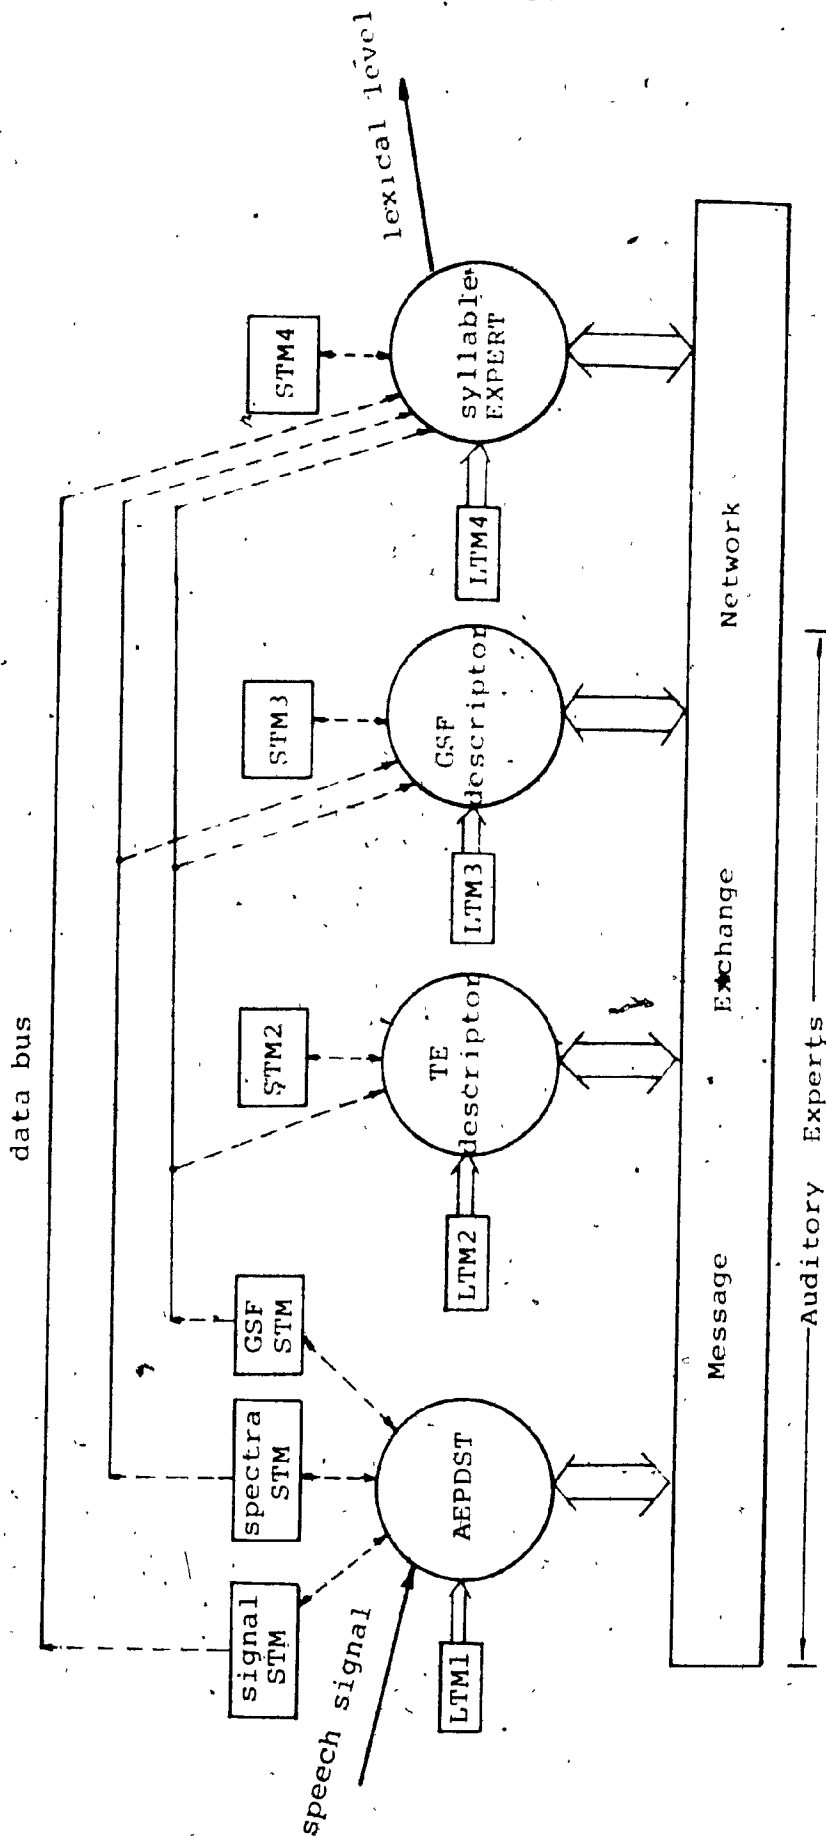 data bus
signal
STM
spectra
STM
GSF
STM
STM2
STM3
STM4
speech signal
AEPDST
TE
descriptor
GSF
descriptor
syllable
EXPERT
lexical level
LTM1
LTM2
LTM3
LTM4
Message Exchange Network
Auditory Experts